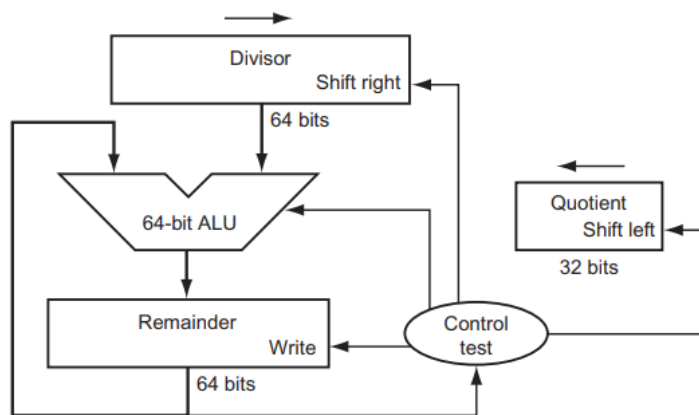 Divisor
Shift right
64 bits
64-bit ALU
Quotient
Shift left
32 bits
Remainder
Write
Control
test
64 bits